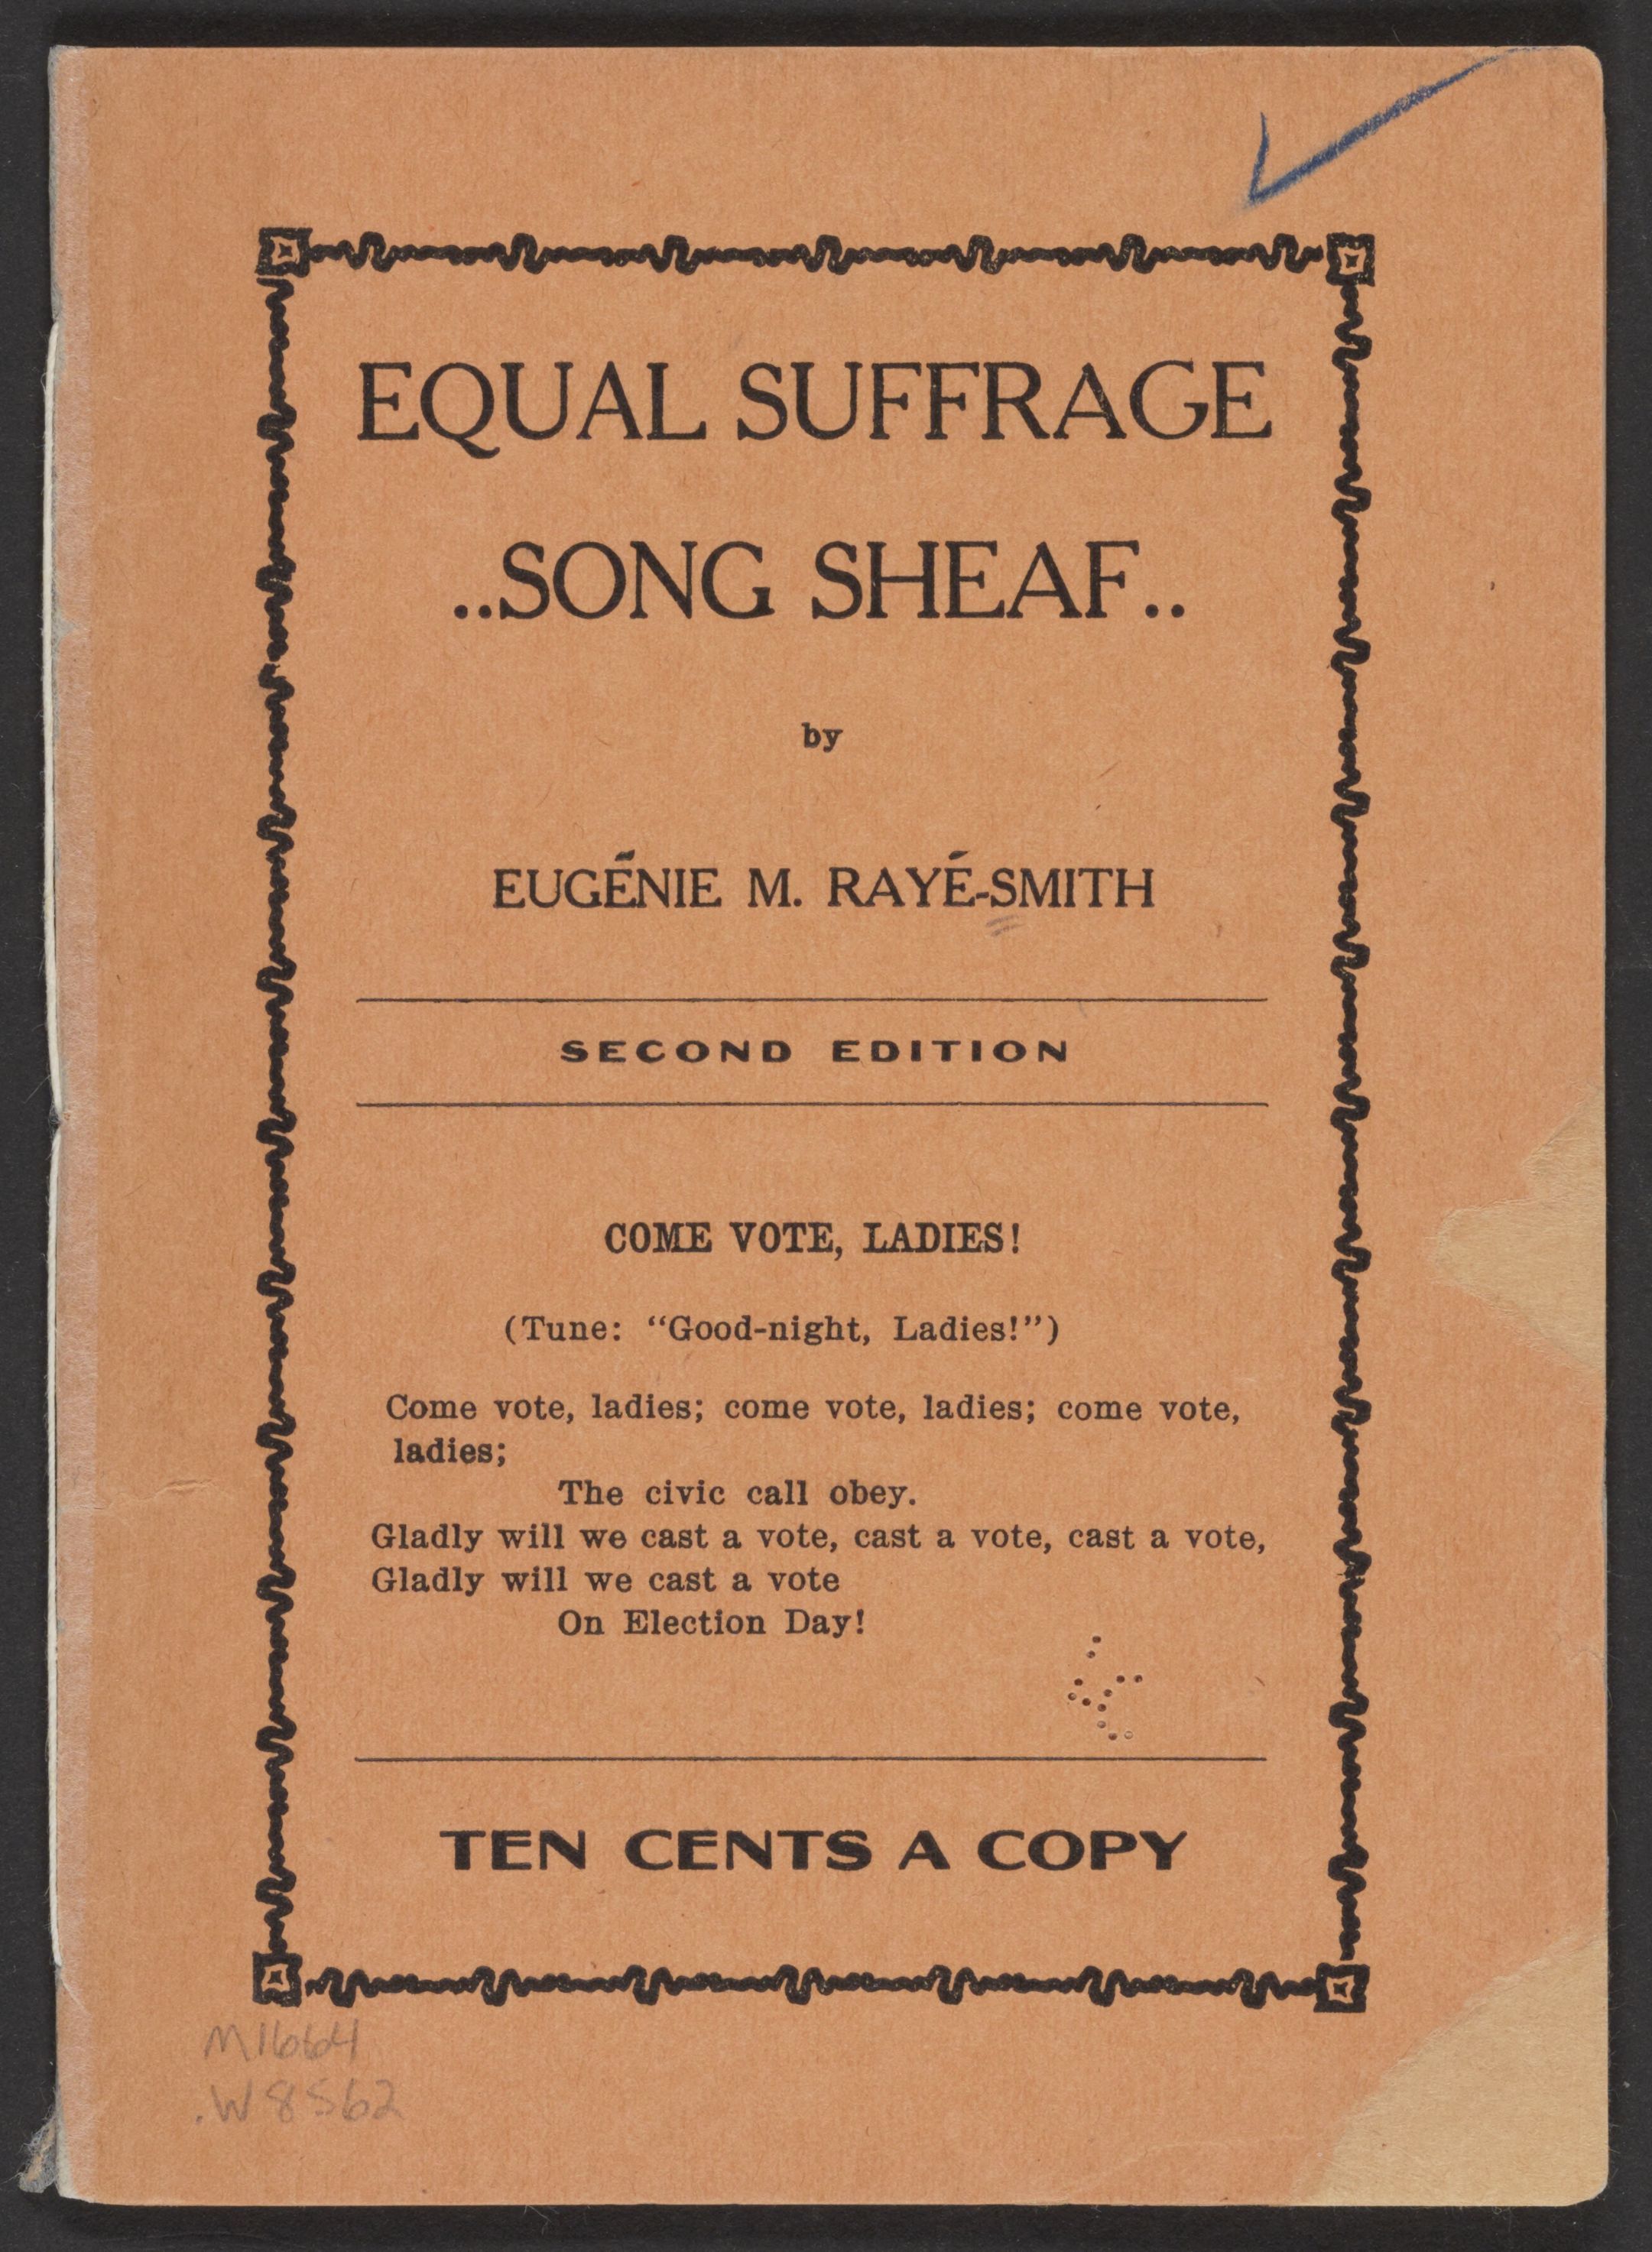 EQUAL SUFFRAGE
..SONG SHEAF..
by
EUGÉNIE M. RAYÉ-SMITH
SECOND EDITION
COME VOTE, LADIES!
(Tune: “Good-night, Ladies!”)
Come vote, ladies; come vote, ladies; come vote,
ladies;
The civic call obey.
Gladly will we cast a vote, cast a vote, cast a vote,
Gladly will we cast a vote
On Election Day!
TEN CENTS A COPY
M1664
.W8S62